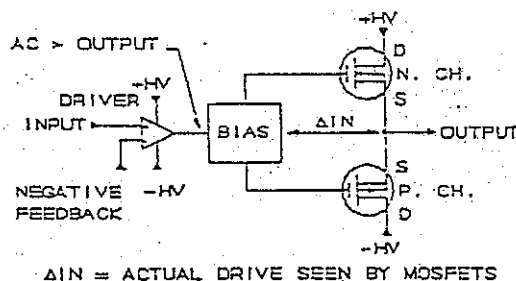 +HV
AC > OUTPUT
D
N. CH.
+HV
DRIVER
S
INPUT
BIAS
ΔIN
OUTPUT
S
NEGATIVE
FEEDBACK
-HV
P. CH.
D
-HV
ΔIN = ACTUAL DRIVE SEEN BY MOSFETS